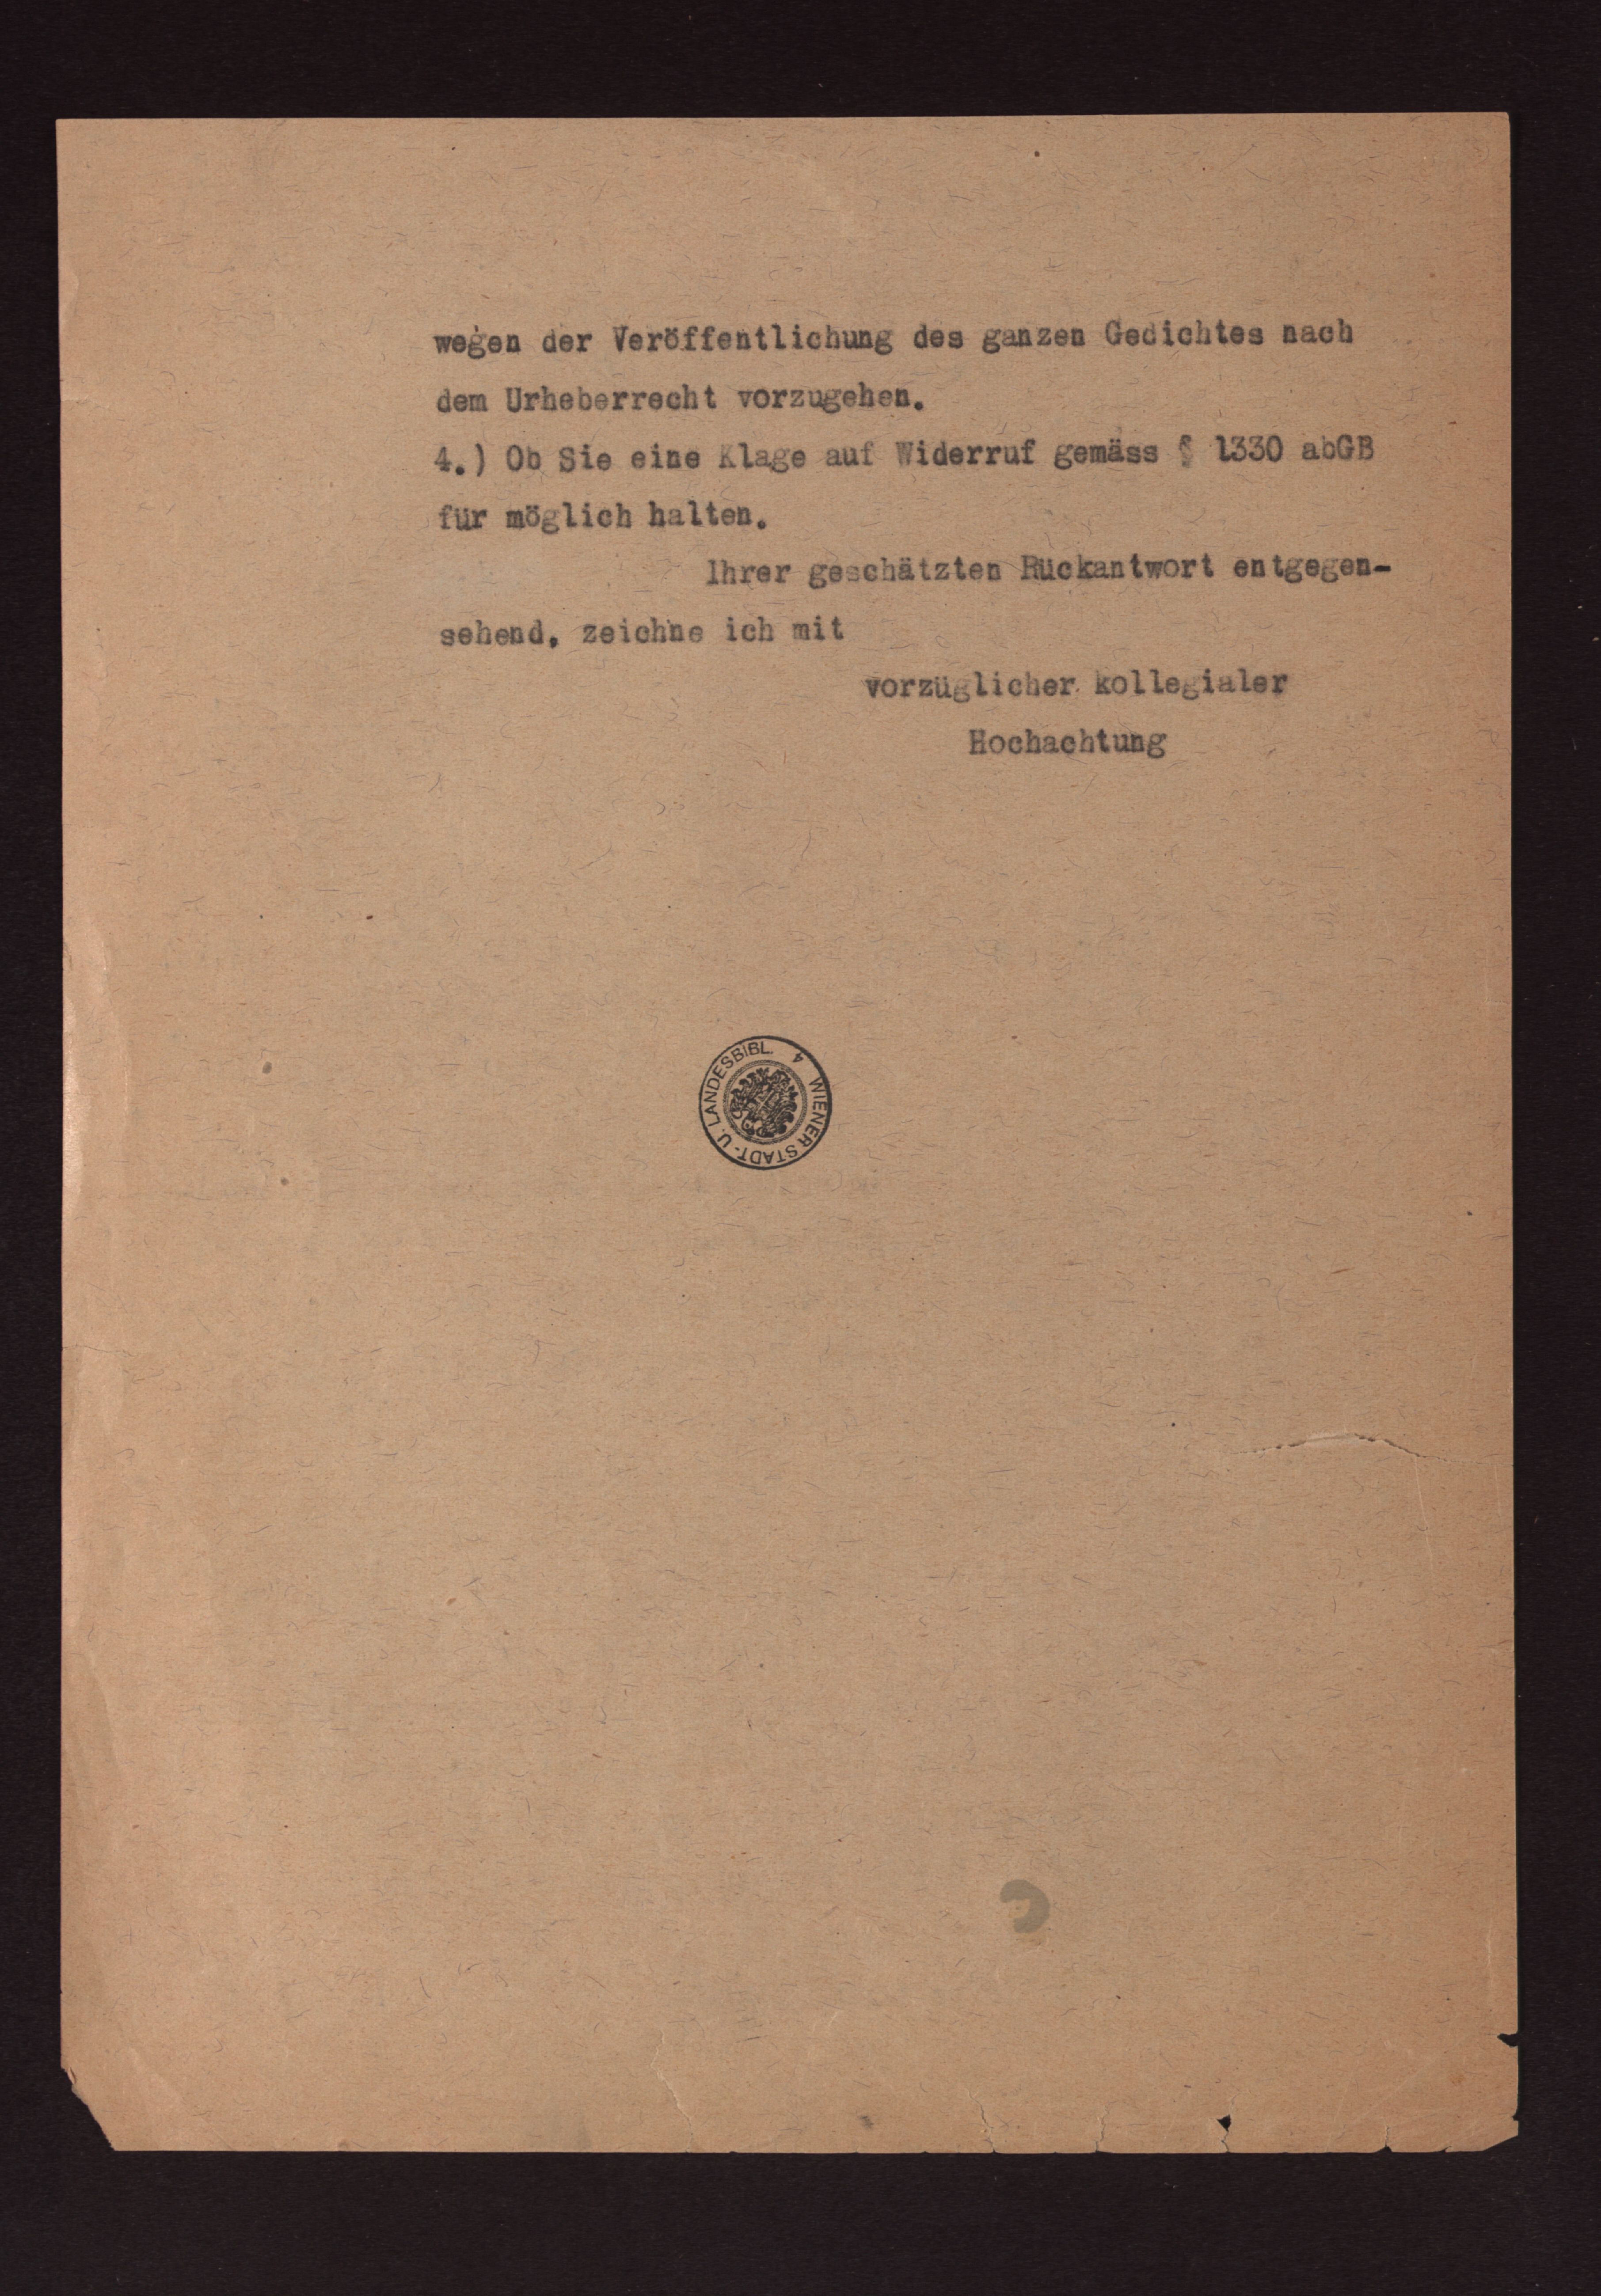 wegen der Veröffentlichung des ganzen Gedichtes nach
dem Urheberrecht vorzugehen.
4.) Ob Sie eine Klage auf Widerruf gemäss § 1330 abGB
für möglich halten.
Ihrer geschätzten Rückantwort entgegen-
sehend, zeichne ich mit
vorzüglicher kollegialer
Hochachtung
WIENER STADT- U. LANDESBIBL. 4